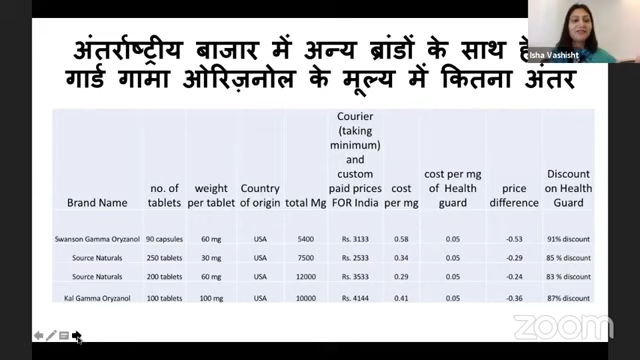 अंतर्राष्ट्रीय बाजार में अन्य ब्रांडों के साथ
Isha Vashisht
गार्ड गामा ओरिज़नोल के मूल्य में कितना अंतर
Brand Name no. of tablets weight per tablet Country of origin total Mg Courier (taking minimum) and custom paid prices FOR India cost per mg cost per mg of Health guard price difference Discount on Health Guard
Swanson Gamma Oryzanol 90 capsules 60 mg USA 5400 Rs. 3133 0.58 0.05 -0.53 91% discount
Source Naturals 250 tablets 30 mg USA 7500 Rs. 2533 0.34 0.05 -0.29 85 % discount
Source Naturals 200 tablets 60 mg USA 12000 Rs. 3533 0.29 0.05 -0.24 83 % discount
Kal Gamma Oryzanol 100 tablets 100 mg USA 10000 Rs. 4144 0.41 0.05 -0.36 87% discount
zoom